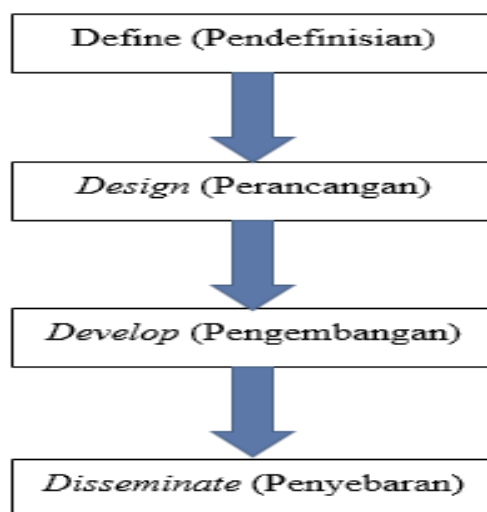 Define (Pendefinisian)
Design (Perancangan)
Develop (Pengembangan)
Disseminate (Penyebaran)